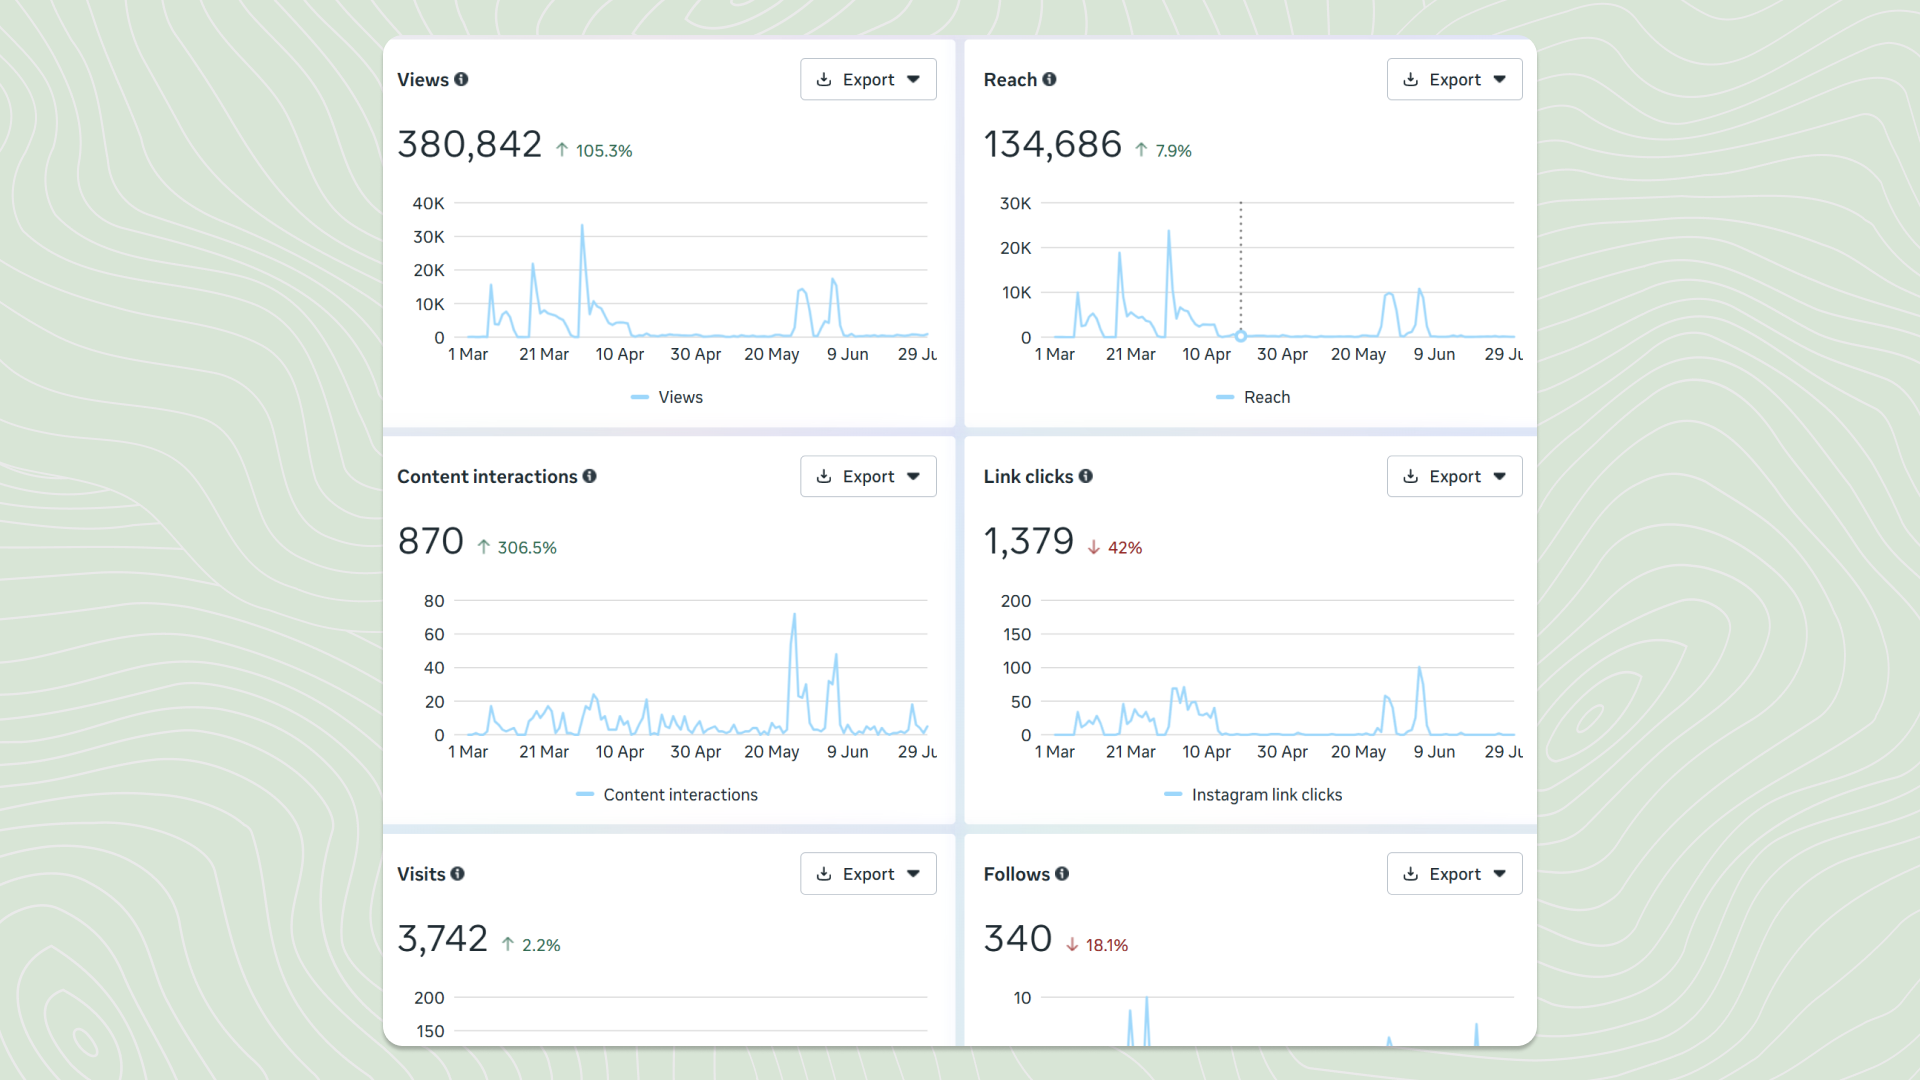 Views
Export
380,842 ↑ 105.3%
40K
30K
20K
10K
0
1 Mar 21 Mar 10 Apr 30 Apr 20 May 9 Jun 29 Ju
Views
Reach
Export
134,686 ↑ 7.9%
30K
20K
10K
0
1 Mar 21 Mar 10 Apr 30 Apr 20 May 9 Jun 29 Ju
Reach
Content interactions
Export
870 ↑ 306.5%
80
60
40
20
0
1 Mar 21 Mar 10 Apr 30 Apr 20 May 9 Jun 29 Ju
Content interactions
Link clicks
Export
1,379 ↓ 42%
200
150
100
50
0
1 Mar 21 Mar 10 Apr 30 Apr 20 May 9 Jun 29 Ju
Instagram link clicks
Visits
Export
3,742 ↑ 2.2%
200
150
Follows
Export
340 ↓ 18.1%
10